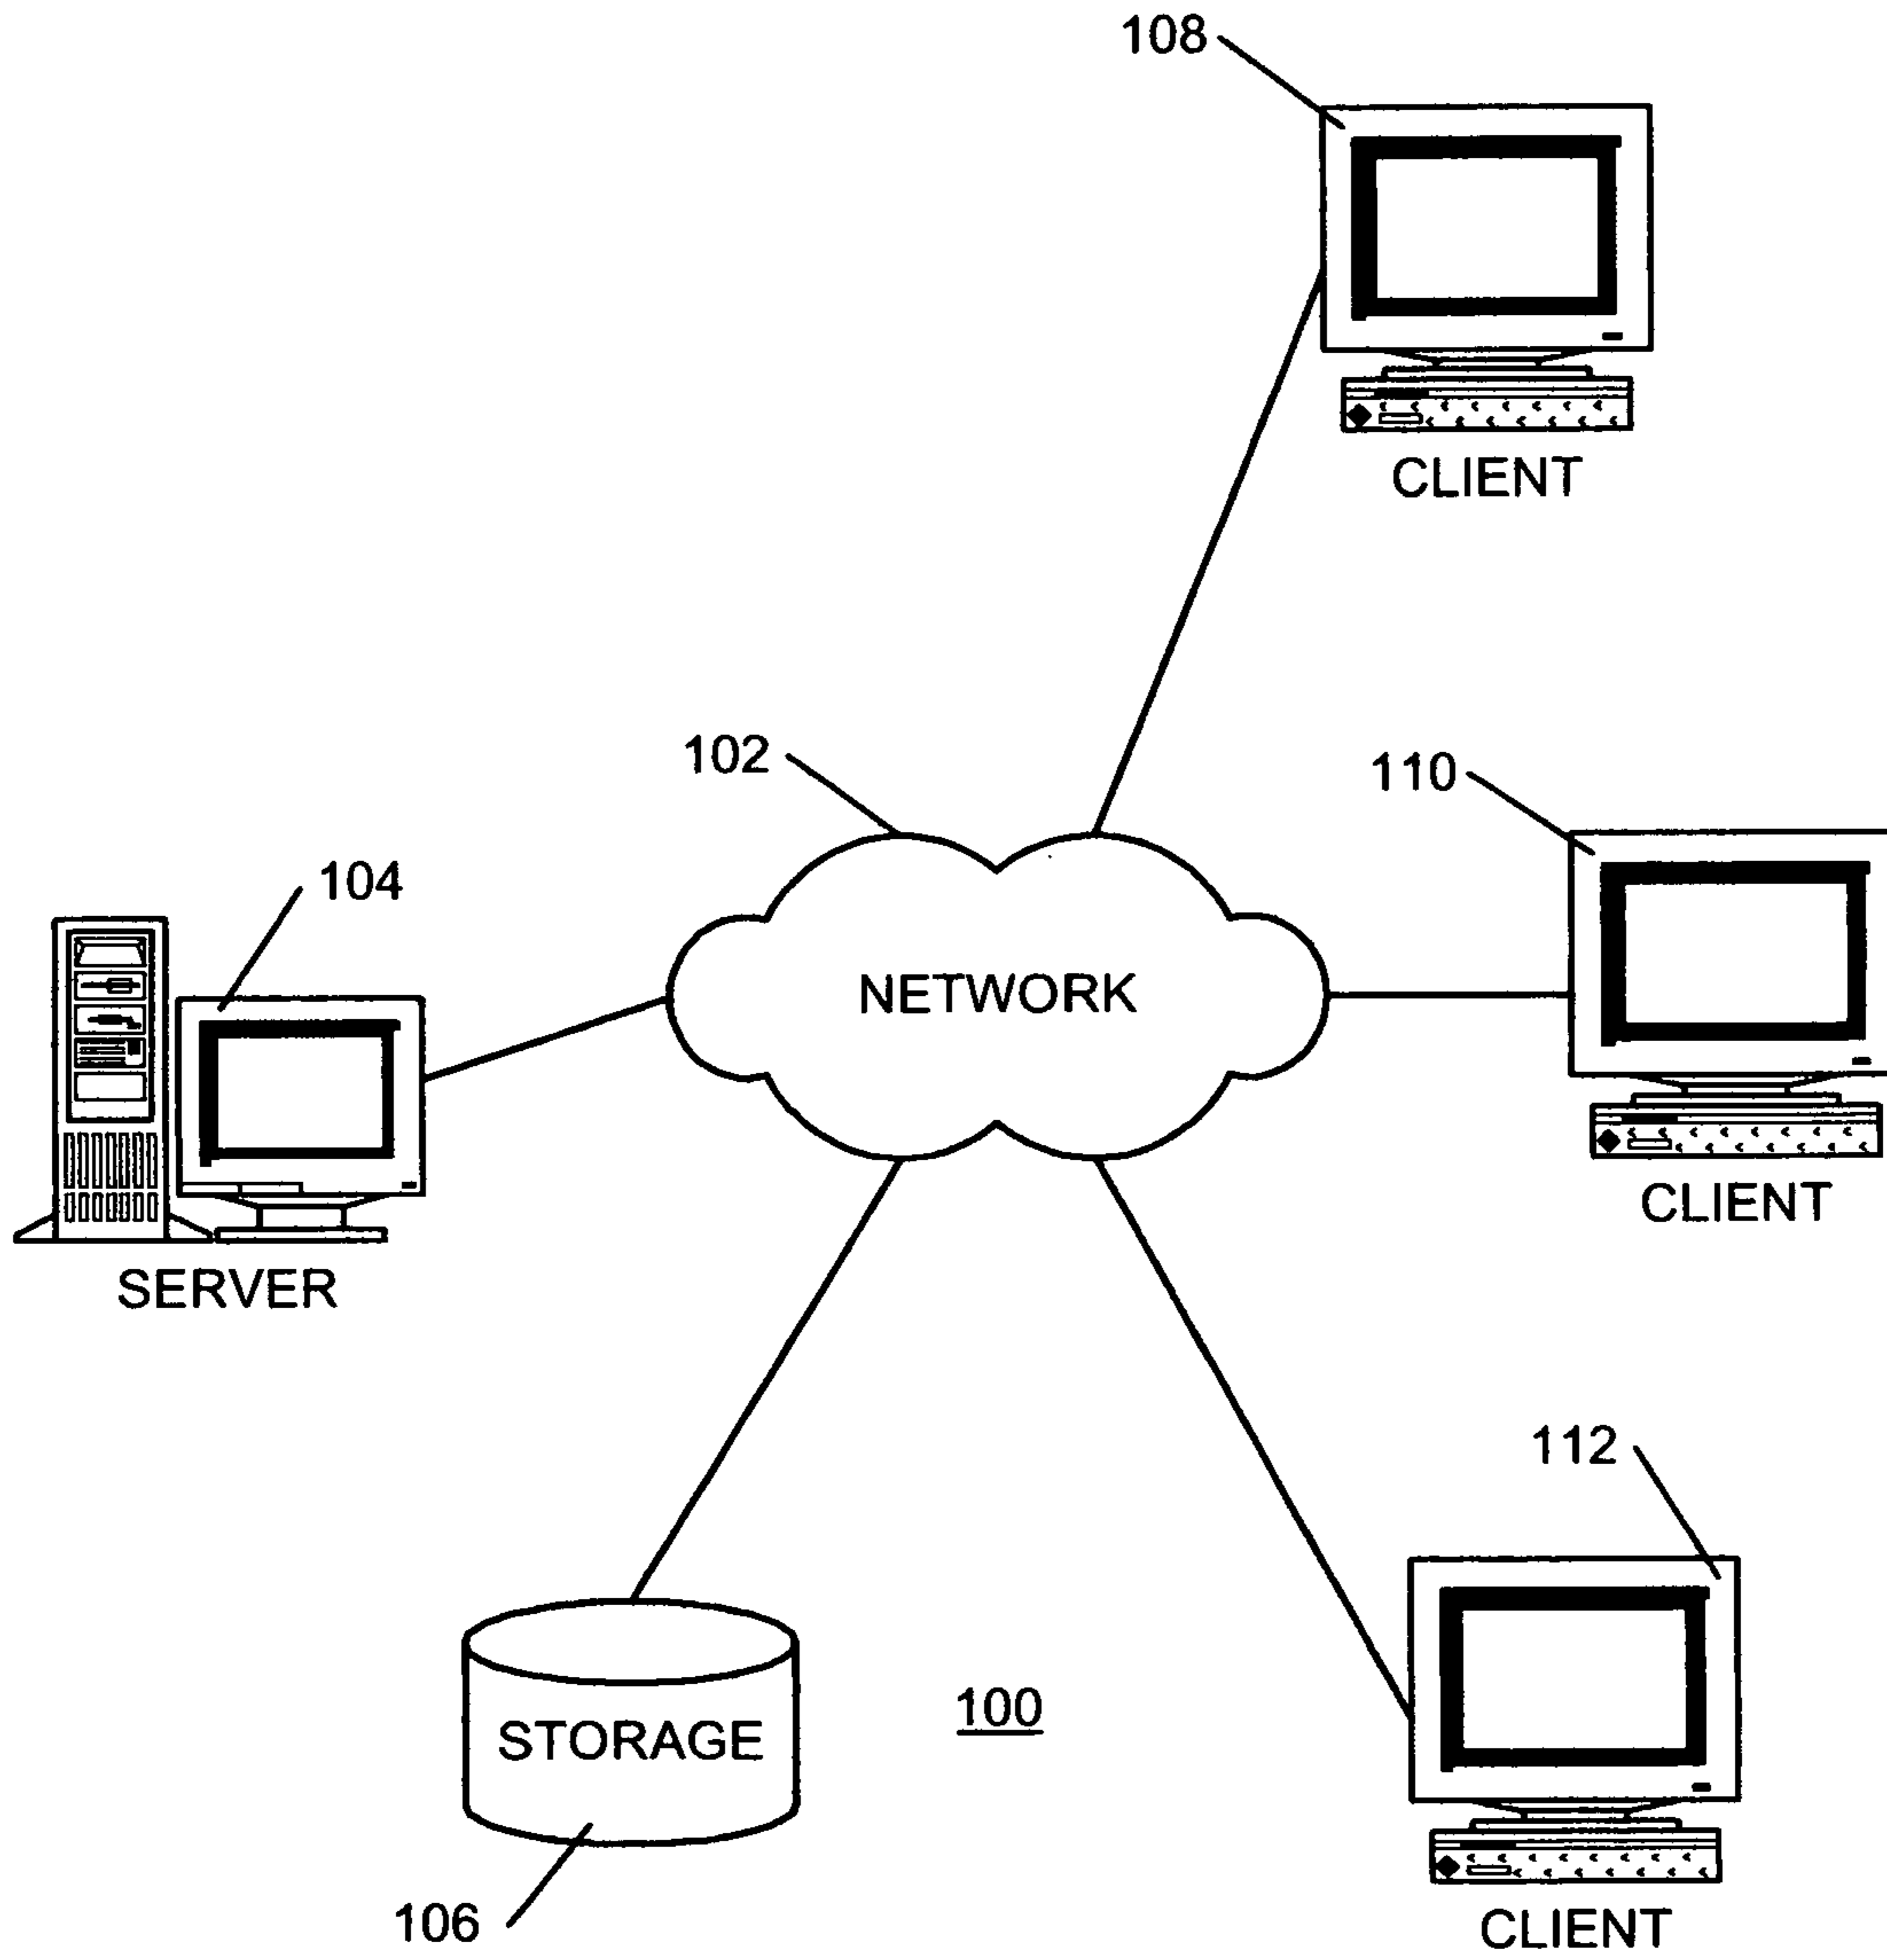 108
CLIENT
102
110
104
NETWORK
CLIENT
SERVER
112
100
STORAGE
106
CLIENT